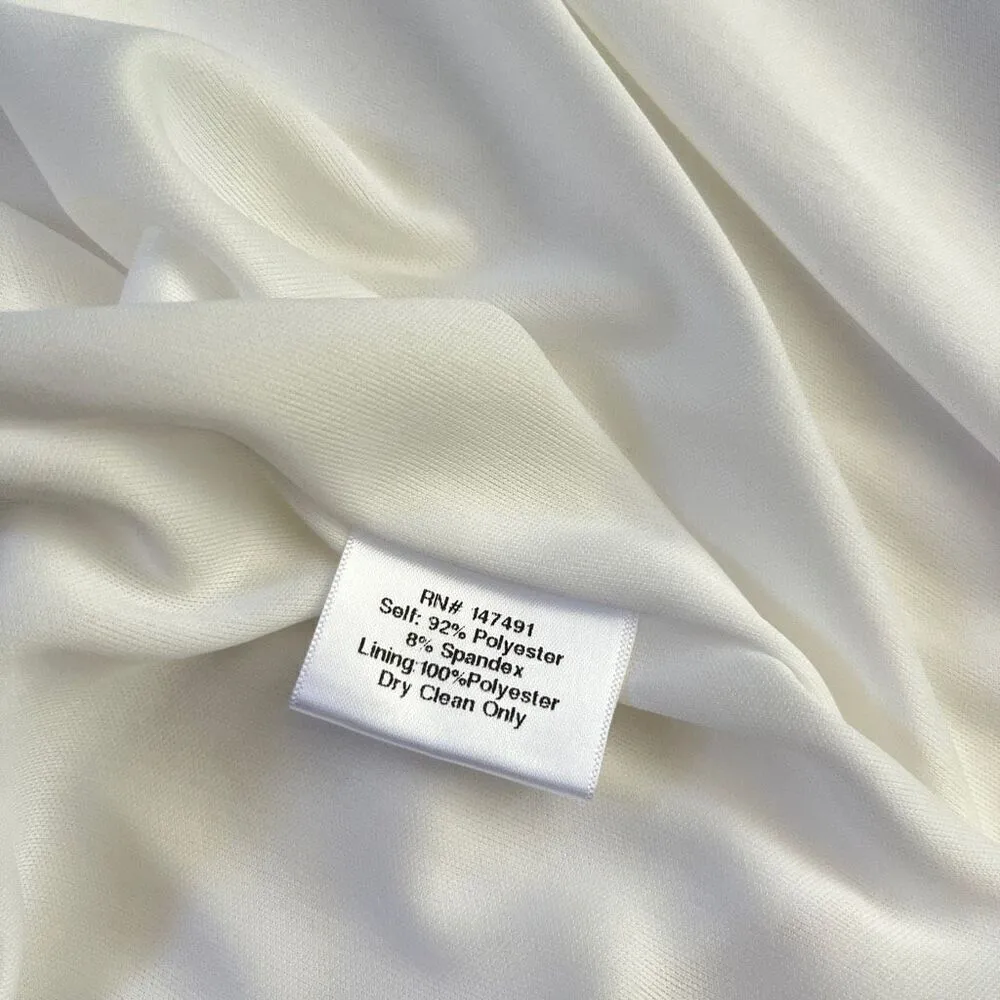 RN# 147491
Self: 92% Polyester
8% Spandex
Lining:100%Polyester
Dry Clean Only